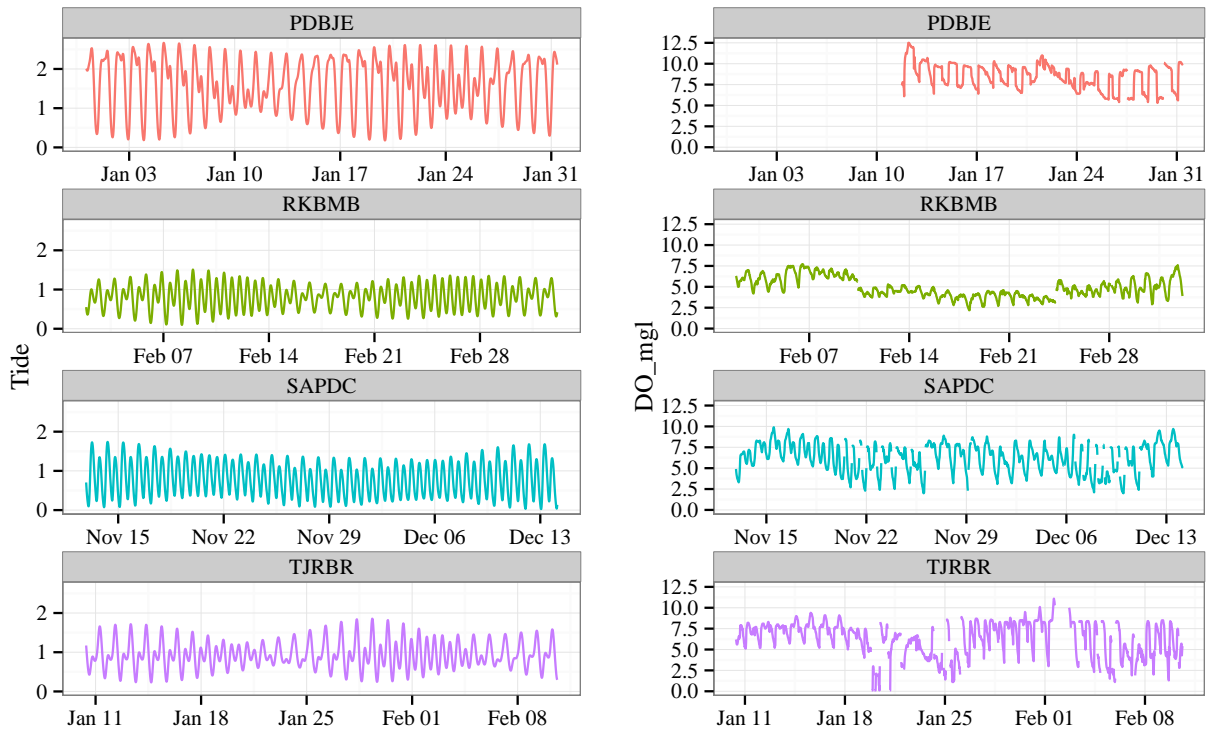 PDBJE
2
1
0
Jan 03 Jan 10 Jan 17 Jan 24 Jan 31
RKBMB
2
1
0
Feb 07 Feb 14 Feb 21 Feb 28
SAPDC
2
1
0
Nov 15 Nov 22 Nov 29 Dec 06 Dec 13
TJRBR
2
1
0
Jan 11 Jan 18 Jan 25 Feb 01 Feb 08
Tide
PDBJE
12.5
10.0
7.5
5.0
2.5
0.0
Jan 03 Jan 10 Jan 17 Jan 24 Jan 31
RKBMB
12.5
10.0
7.5
5.0
2.5
0.0
Feb 07 Feb 14 Feb 21 Feb 28
SAPDC
12.5
10.0
7.5
5.0
2.5
0.0
Nov 15 Nov 22 Nov 29 Dec 06 Dec 13
TJRBR
12.5
10.0
7.5
5.0
2.5
0.0
Jan 11 Jan 18 Jan 25 Feb 01 Feb 08
DO_mgl